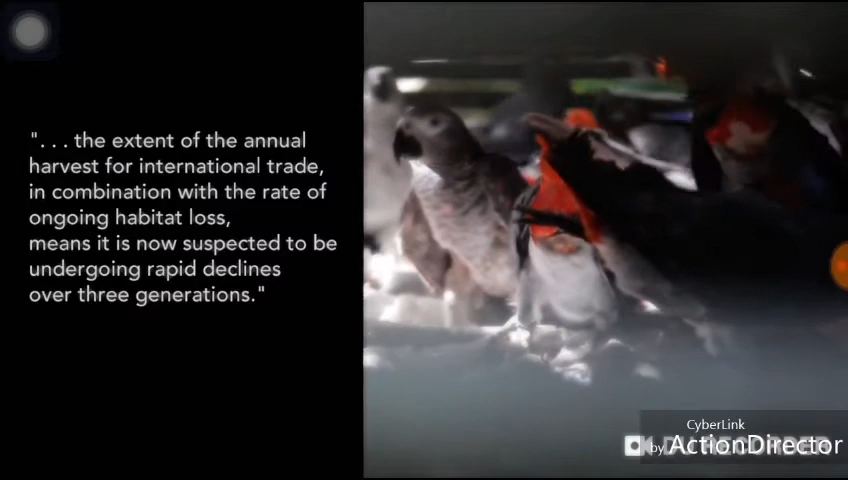 ". . . the extent of the annual
harvest for international trade,
in combination with the rate of
ongoing habitat loss,
means it is now suspected to be
undergoing rapid declines
over three generations."
CyberLink
by ActionDirector